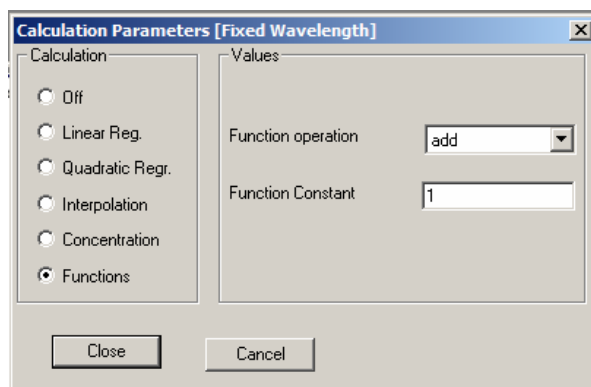 Calculation Parameters [Fixed Wavelength]
Calculation
Off
Linear Reg.
Quadratic Regr.
Interpolation
Concentration
Functions
Values
Function operation
add
Function Constant
1
Close
Cancel